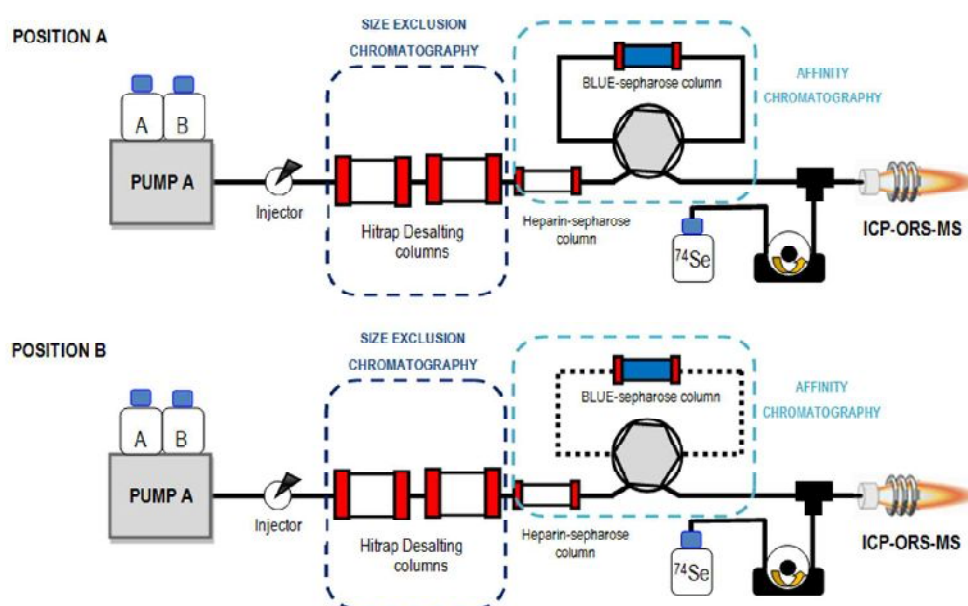 POSITION A
SIZE EXCLUSION
CHROMATOGRAPHY
BLUE-sepharose column
AFFINITY
CHROMATOGRAPHY
A B
PUMP A
Injector
Hitrap Desalting
columns
Heparin-sepharose
column
74Se
ICP-ORS-MS
POSITION B
SIZE EXCLUSION
CHROMATOGRAPHY
BLUE-sepharose column
AFFINITY
CHROMATOGRAPHY
A B
PUMP A
Injector
Hitrap Desalting
columns
Heparin-sepharose
column
74Se
ICP-ORS-MS